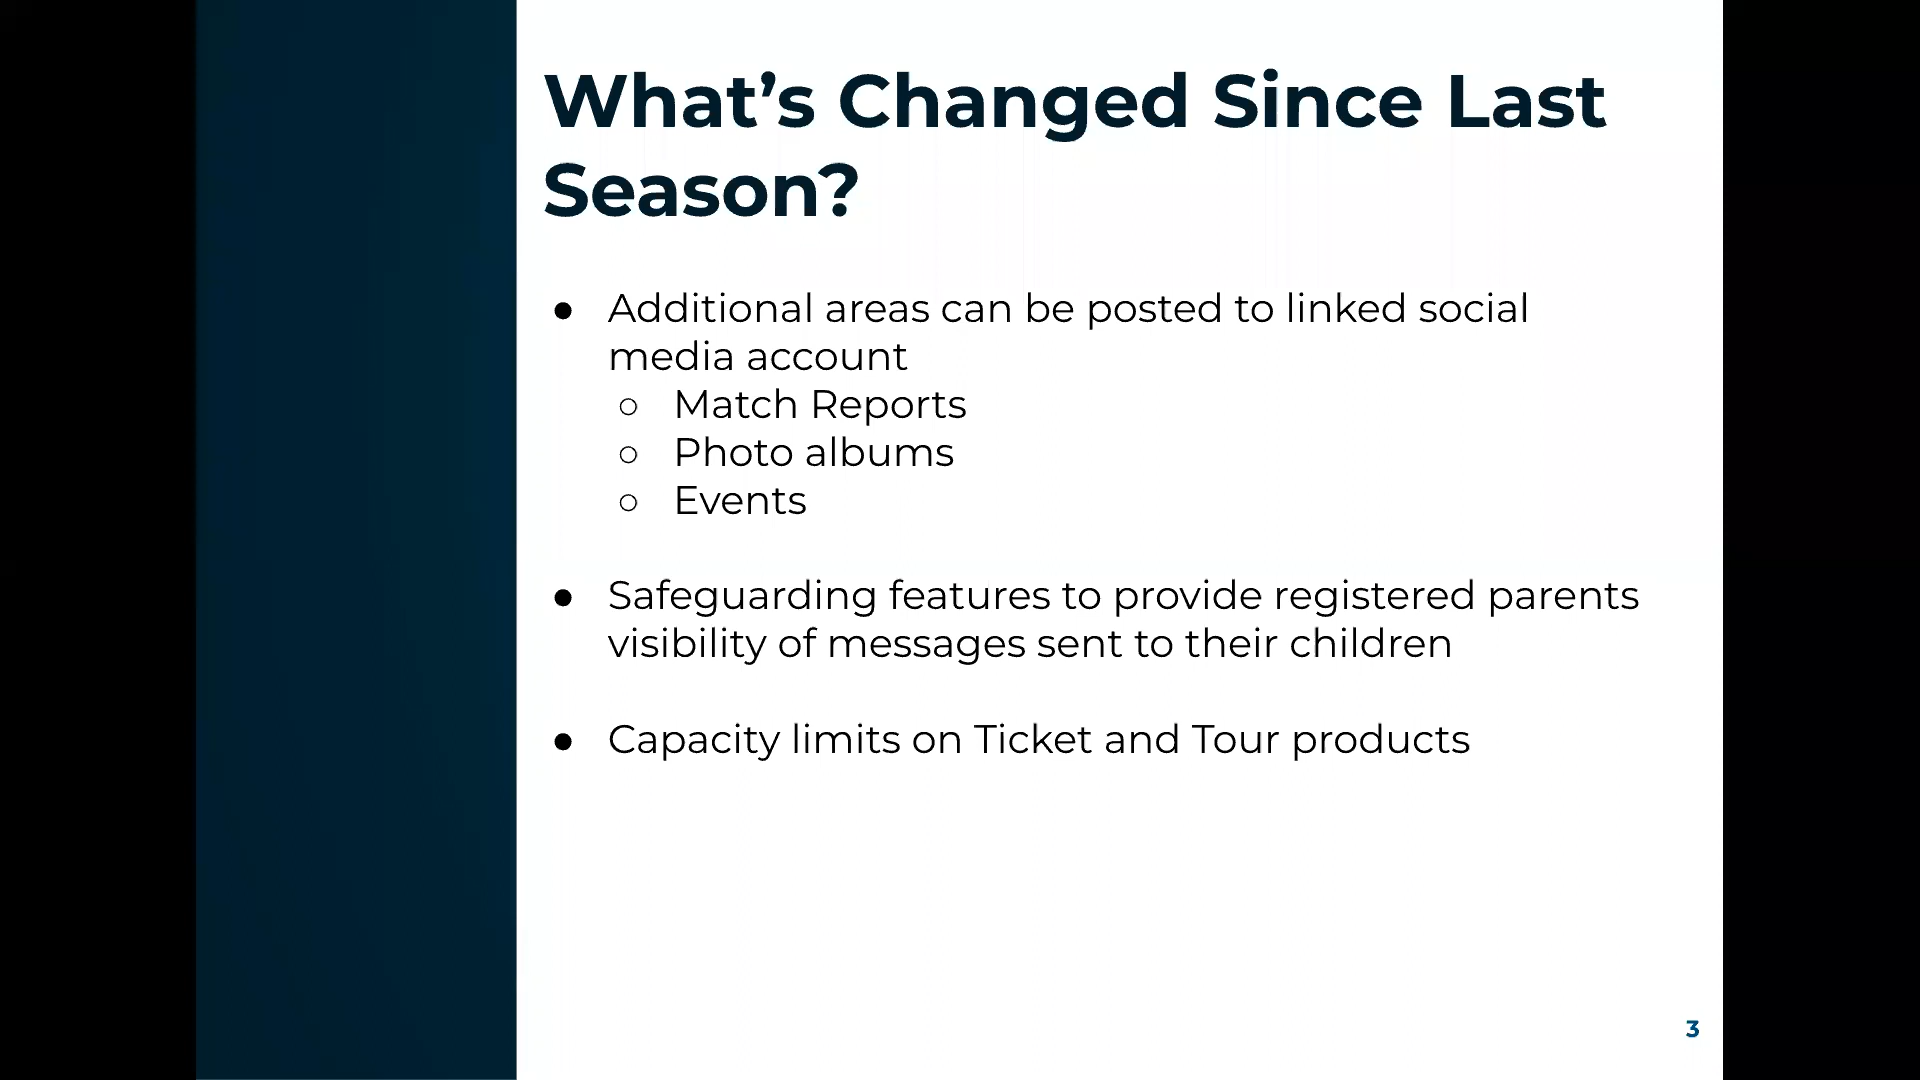 What’s Changed Since Last
Season?
● Additional areas can be posted to linked social
media account
○ Match Reports
○ Photo albums
○ Events
● Safeguarding features to provide registered parents
visibility of messages sent to their children
● Capacity limits on Ticket and Tour products
3